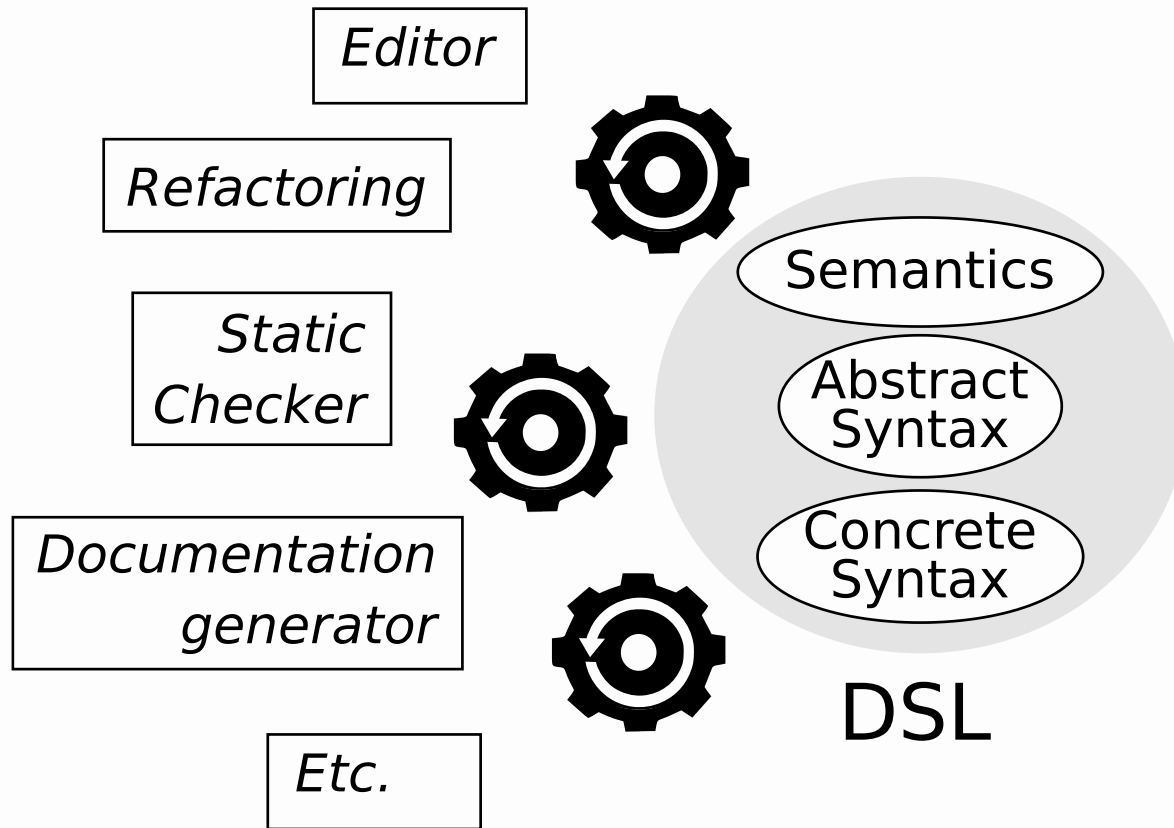 Editor
Refactoring
Static
Checker
Documentation
generator
Etc.
Semantics
Abstract
Syntax
Concrete
Syntax
DSL